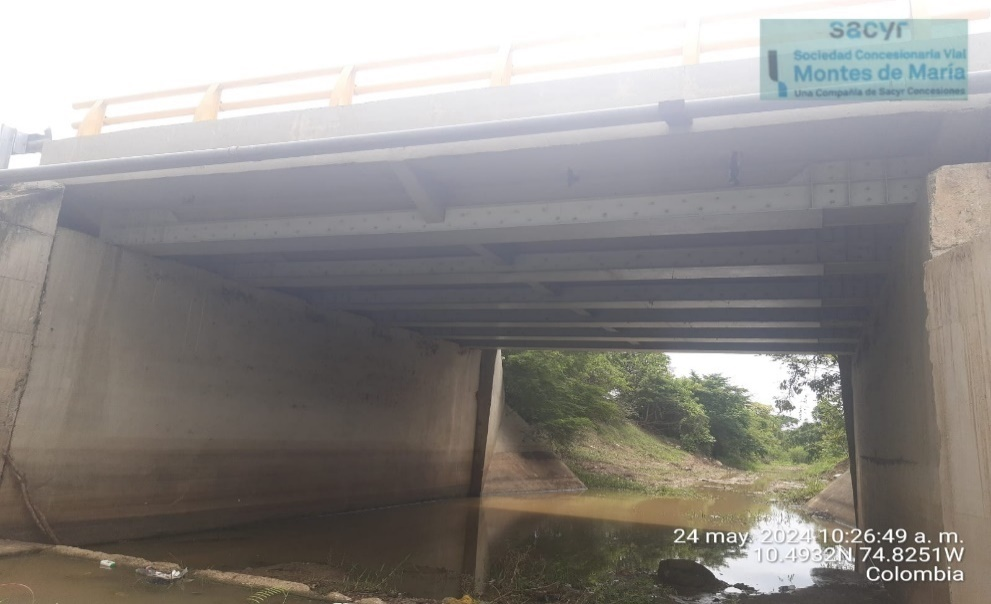 sacyr
Sociedad Concesionaria Vial
Montes de María
Una Compañía de Sacyr Concesiones
24 may. 2024 10:26:49 a. m.
10.4932N 74.8251W
Colombia